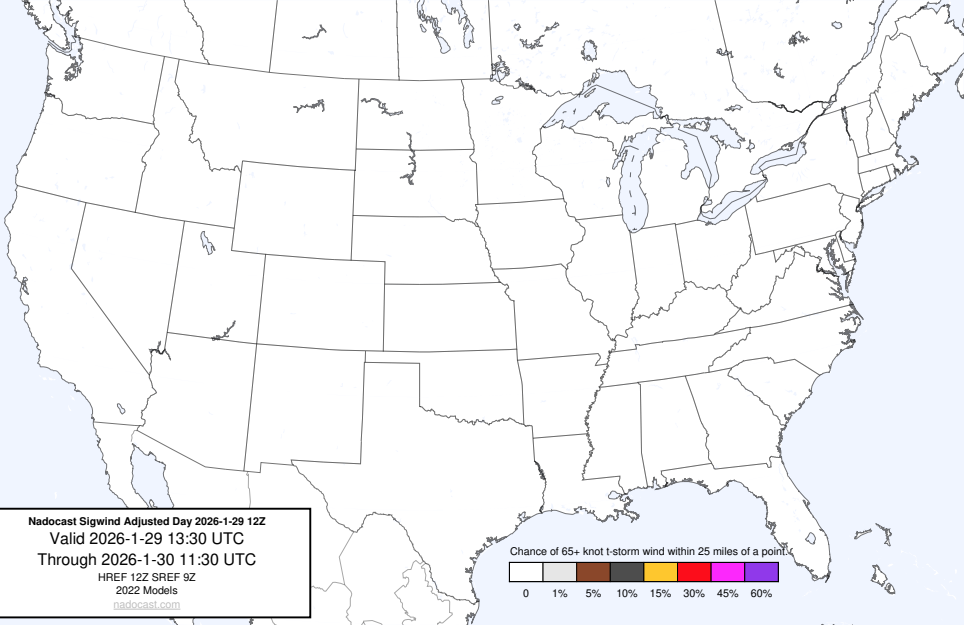 Nadocast Sigwind Adjusted Day 2026-1-29 12Z
Valid 2026-1-29 13:30 UTC
Through 2026-1-30 11:30 UTC
HREF 12Z SREF 9Z
2022 Models
nadocast.com
Chance of 65+ knot t-storm wind within 25 miles of a point.
0 1% 5% 10% 15% 30% 45% 60%